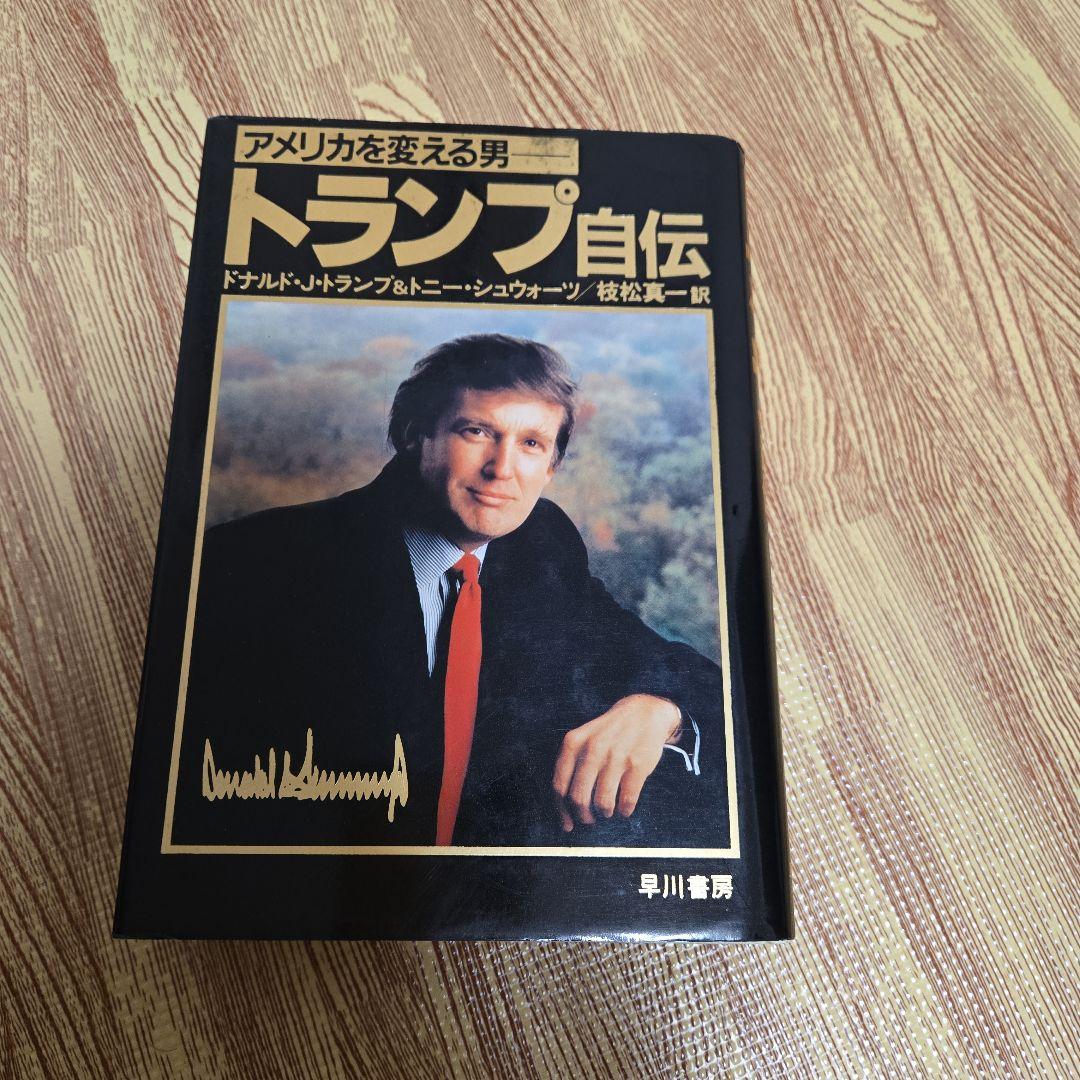 アメリカを変える男──
トランプ自伝
ドナルド・J・トランプ&トニー・シュウォーツ/枝松真一訳
Donald J. Trump
早川書房